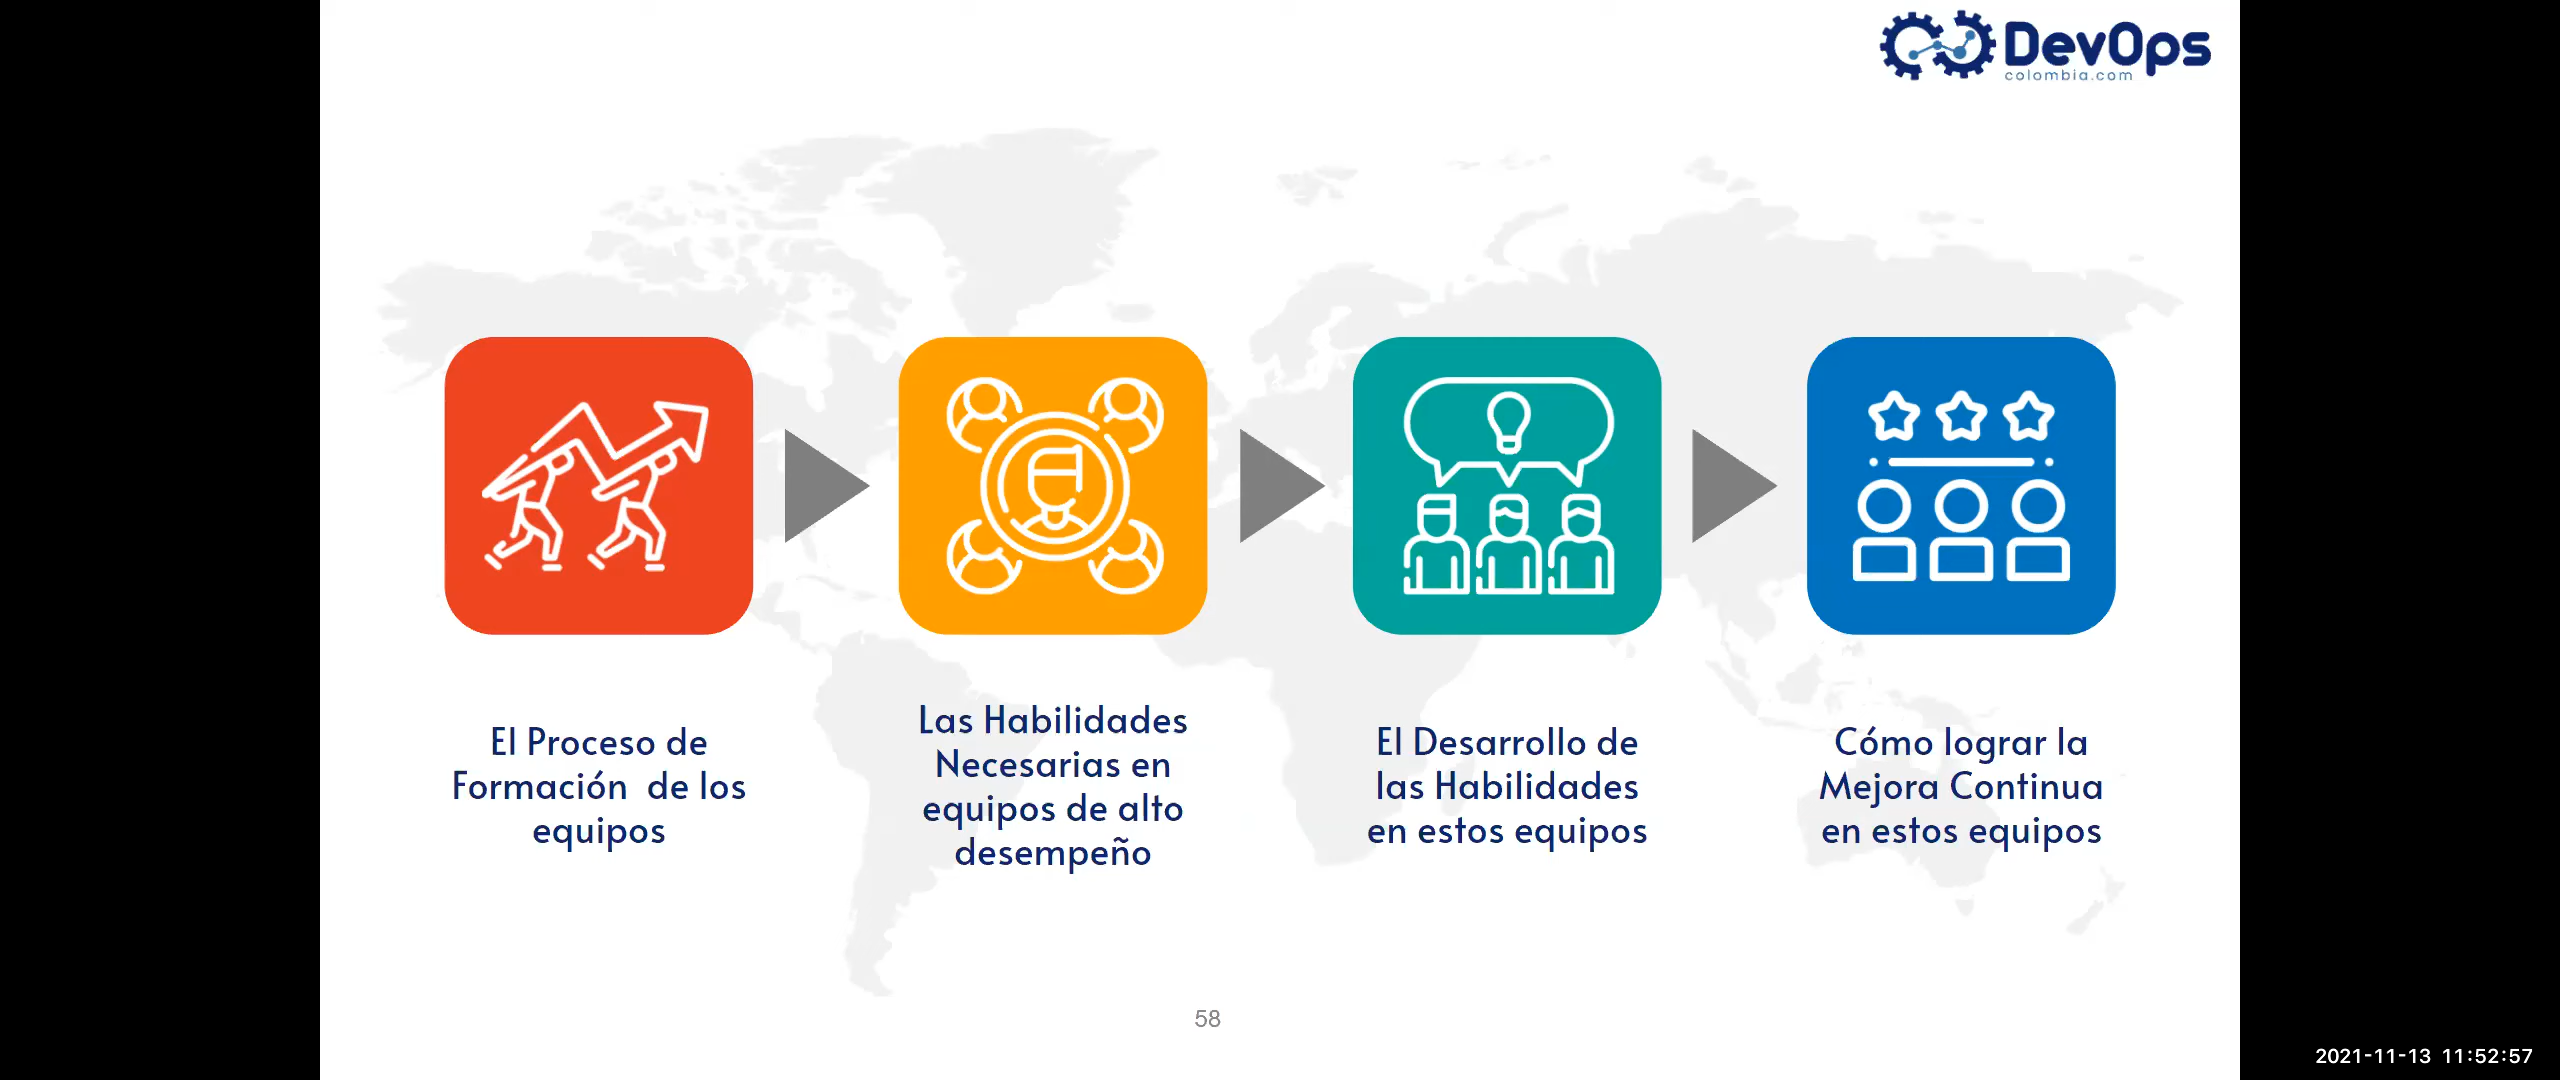 DevOps
colombia.com
El Proceso de
Formación de los
equipos
Las Habilidades
Necesarias en
equipos de alto
desempeño
El Desarrollo de
las Habilidades
en estos equipos
Cómo lograr la
Mejora Continua
en estos equipos
58
2021-11-13 11:52:57